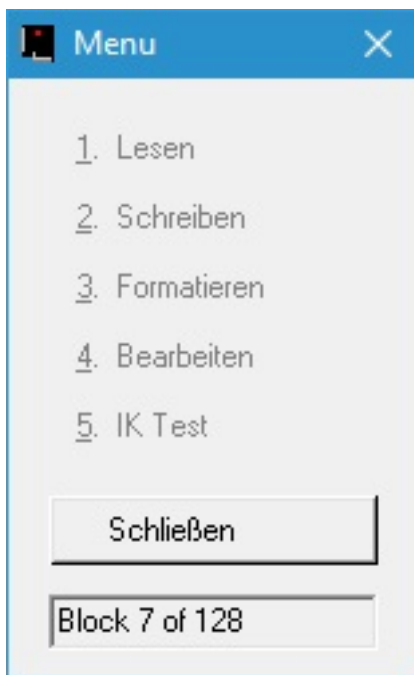 Menu
1. Lesen
2. Schreiben
3. Formatieren
4. Bearbeiten
5. IK Test
Schließen
Block 7 of 128